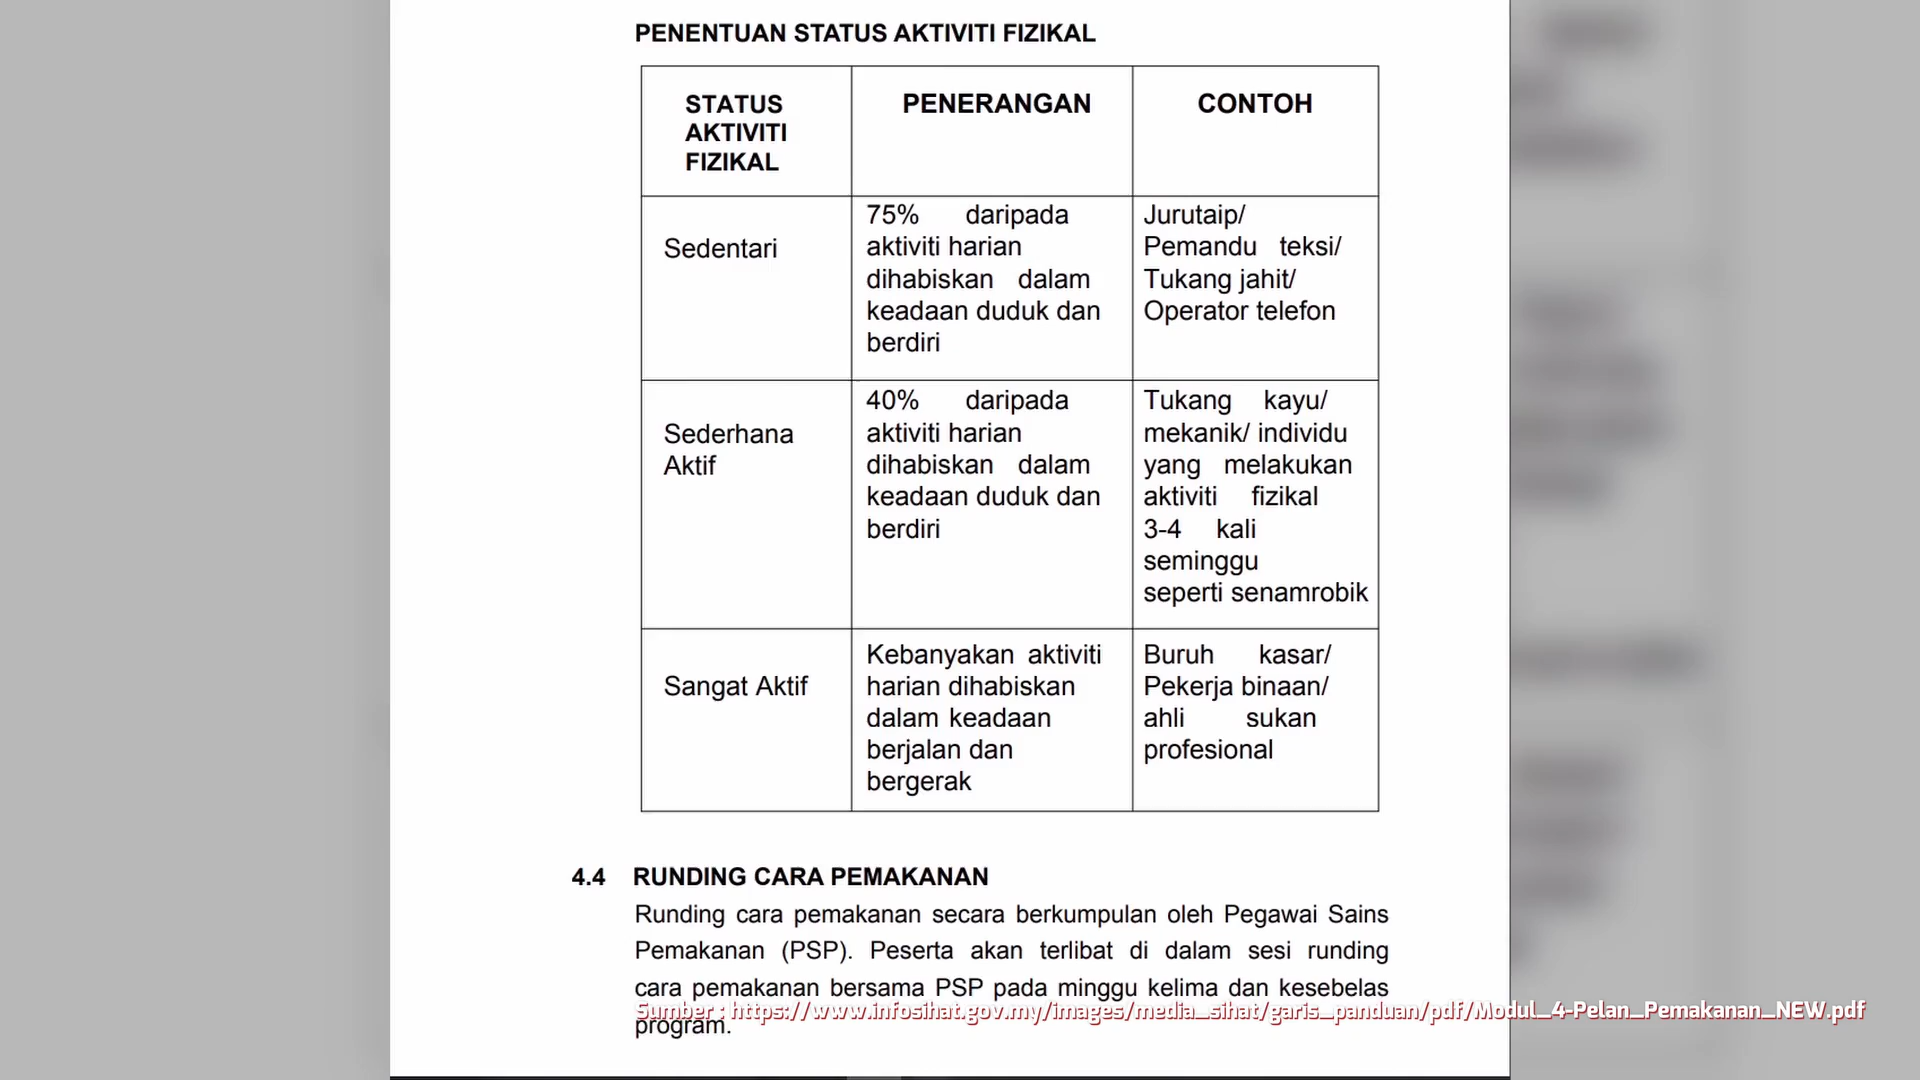 PENENTUAN STATUS AKTIVITI FIZIKAL
STATUS
AKTIVITI
FIZIKAL
PENERANGAN
CONTOH
Sedentari
75% daripada
aktiviti harian
dihabiskan dalam
keadaan duduk dan
berdiri
Jurutaip/
Pemandu teksi/
Tukang jahit/
Operator telefon
Sederhana
Aktif
40% daripada
aktiviti harian
dihabiskan dalam
keadaan duduk dan
berdiri
Tukang kayu/
mekanik/ individu
yang melakukan
aktiviti fizikal
3-4 kali
seminggu
seperti senamrobik
Sangat Aktif
Kebanyakan aktiviti
harian dihabiskan
dalam keadaan
berjalan dan
bergerak
Buruh kasar/
Pekerja binaan/
ahli sukan
profesional
4.4 RUNDING CARA PEMAKANAN
Runding cara pemakanan secara berkumpulan oleh Pegawai Sains
Pemakanan (PSP). Peserta akan terlibat di dalam sesi runding
cara pemakanan bersama PSP pada minggu kelima dan kesebelas
Sumber : https://www.infosihat.gov.my/images/media_sihat/garis_panduan/pdf/Modul_4-Pelan_Pemakanan_NEW.pdf
program.